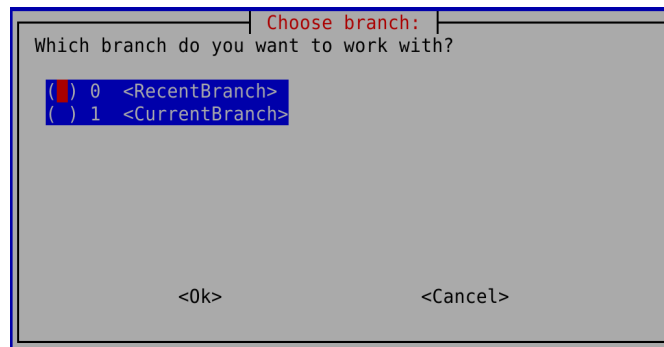 Choose branch:
Which branch do you want to work with?
( ) 0 <RecentBranch>
( ) 1 <CurrentBranch>
<Ok> <Cancel>